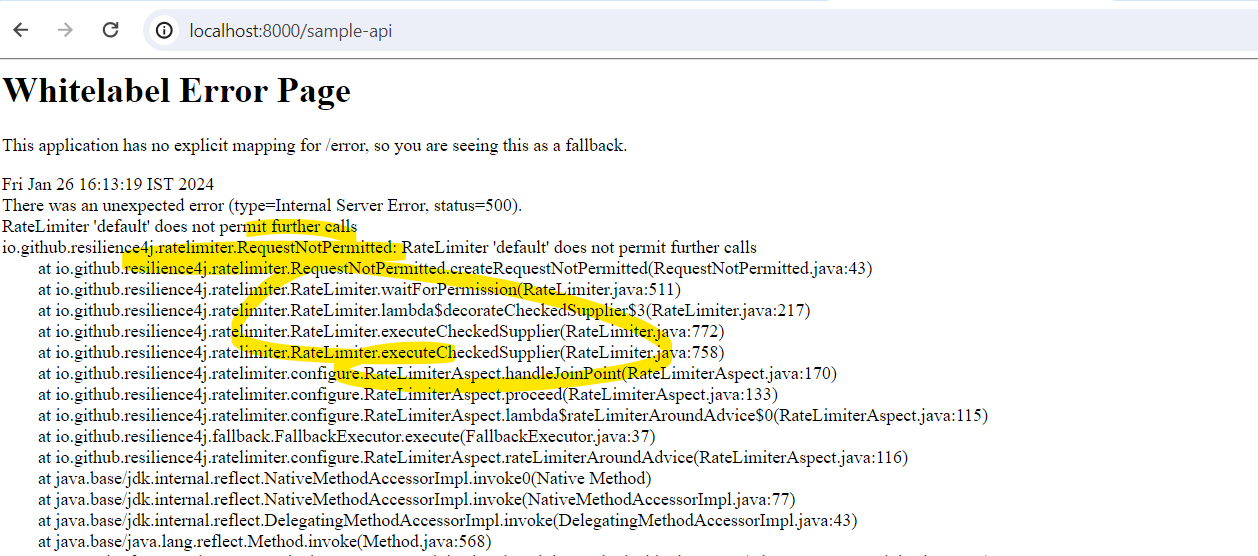 localhost:8000/sample-api
Whitelabel Error Page
This application has no explicit mapping for /error, so you are seeing this as a fallback.
Fri Jan 26 16:13:19 IST 2024
There was an unexpected error (type=Internal Server Error, status=500).
RateLimiter 'default' does not permit further calls
io.github.resilience4j.ratelimiter.RequestNotPermitted: RateLimiter 'default' does not permit further calls
at io.github.resilience4j.ratelimiter.RequestNotPermitted.createRequestNotPermitted(RequestNotPermitted.java:43)
at io.github.resilience4j.ratelimiter.RateLimiter.waitForPermission(RateLimiter.java:511)
at io.github.resilience4j.ratelimiter.RateLimiter.lambda$decorateCheckedSupplier$3(RateLimiter.java:217)
at io.github.resilience4j.ratelimiter.RateLimiter.executeCheckedSupplier(RateLimiter.java:772)
at io.github.resilience4j.ratelimiter.RateLimiter.executeCheckedSupplier(RateLimiter.java:758)
at io.github.resilience4j.ratelimiter.configure.RateLimiterAspect.handleJoinPoint(RateLimiterAspect.java:170)
at io.github.resilience4j.ratelimiter.configure.RateLimiterAspect.proceed(RateLimiterAspect.java:133)
at io.github.resilience4j.ratelimiter.configure.RateLimiterAspect.lambda$rateLimiterAroundAdvice$0(RateLimiterAspect.java:115)
at io.github.resilience4j.fallback.FallbackExecutor.execute(FallbackExecutor.java:37)
at io.github.resilience4j.ratelimiter.configure.RateLimiterAspect.rateLimiterAroundAdvice(RateLimiterAspect.java:116)
at java.base/jdk.internal.reflect.NativeMethodAccessorImpl.invoke0(Native Method)
at java.base/jdk.internal.reflect.NativeMethodAccessorImpl.invoke(NativeMethodAccessorImpl.java:77)
at java.base/jdk.internal.reflect.DelegatingMethodAccessorImpl.invoke(DelegatingMethodAccessorImpl.java:43)
at java.base/java.lang.reflect.Method.invoke(Method.java:568)